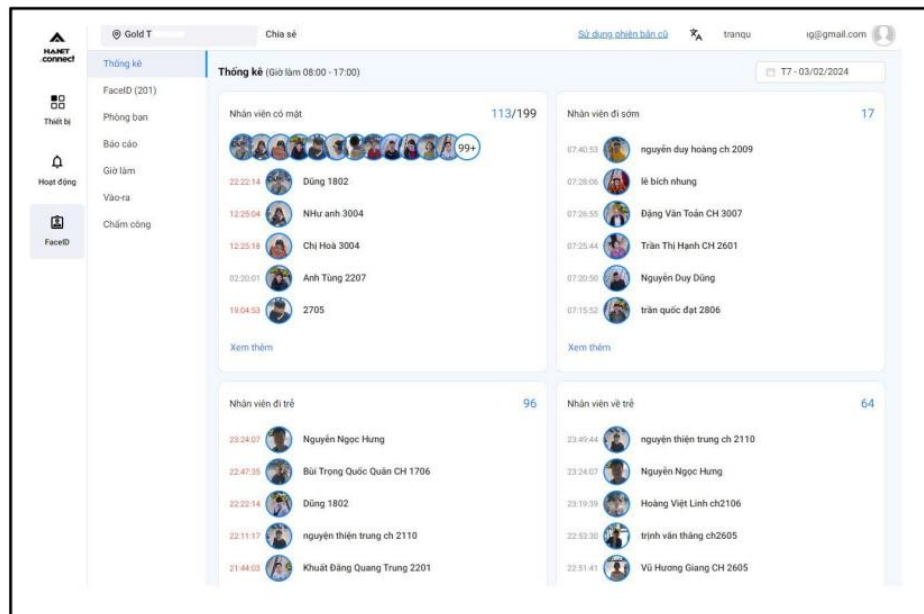 HANET
connect
Thiết bị
Hoạt động
FaceID
Gold T
Chia sẻ
Sử dụng phiên bản cũ
tranqu
ig@gmail.com
Thống kê
FaceID (201)
Phòng ban
Báo cáo
Giờ làm
Vào-ra
Chấm công
Thống kê (Giờ làm 08:00 - 17:00)
T7 - 03/02/2024
Nhân viên có mặt 113/199
99+
22:22:14 Dũng 1802
12:25:04 NHư anh 3004
12:25:18 Chị Hoà 3004
02:20:01 Anh Tùng 2207
19:04:53 2705
Xem thêm
Nhân viên đi sớm 17
07:40:53 nguyên duy hoàng ch 2009
07:28:06 lê bích nhung
07:26:55 Đặng Văn Toản CH 3007
07:25:44 Trần Thị Hạnh CH 2601
07:20:50 Nguyễn Duy Dũng
07:15:52 trần quốc đạt 2806
Xem thêm
Nhân viên đi trễ 96
23:24:07 Nguyễn Ngọc Hưng
22:47:35 Bùi Trọng Quốc Quân CH 1706
22:22:14 Dũng 1802
22:11:17 nguyện thiện trung ch 2110
21:44:03 Khuất Đăng Quang Trung 2201
Nhân viên về trễ 64
23:49:44 nguyện thiện trung ch 2110
23:24:07 Nguyễn Ngọc Hưng
23:19:39 Hoàng Việt Linh ch2106
22:53:30 trịnh văn thăng ch2605
22:51:41 Vũ Hương Giang CH 2605